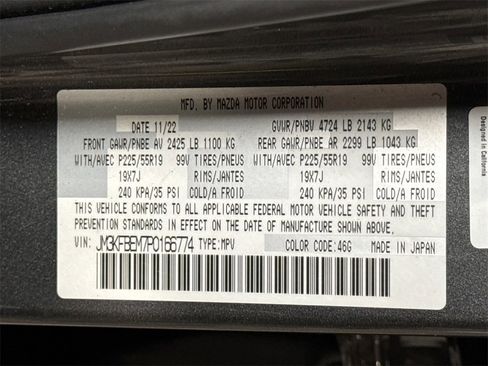 MFD. BY MAZDA MOTOR CORPORATION
DATE 11/22 GVWR/PNBV 4724 LB 2143 KG
FRONT GAWR/PNBE AV 2425 LB 1100 KG REAR GAWR/PNBE AR 2299 LB 1043 KG
WITH/AVEC P225/55R19 99V TIRES/PNEUS WITH/AVEC P225/55R19 99V TIRES/PNEUS
19X7J RIMS/JANTES 19X7J RIMS/JANTES
240 KPA/35 PSI COLD/A FROID 240 KPA/35 PSI COLD/A FROID
THIS VEHICLE CONFORMS TO ALL APPLICABLE FEDERAL MOTOR VEHICLE SAFETY AND THEFT
PREVENTION STANDARDS IN EFFECT ON THE DATE OF MANUFACTURE SHOWN ABOVE.
VIN: JM3KFBEM7P0166774 TYPE:MPV COLOR CODE:46G MADE IN JAPAN
Designed in California